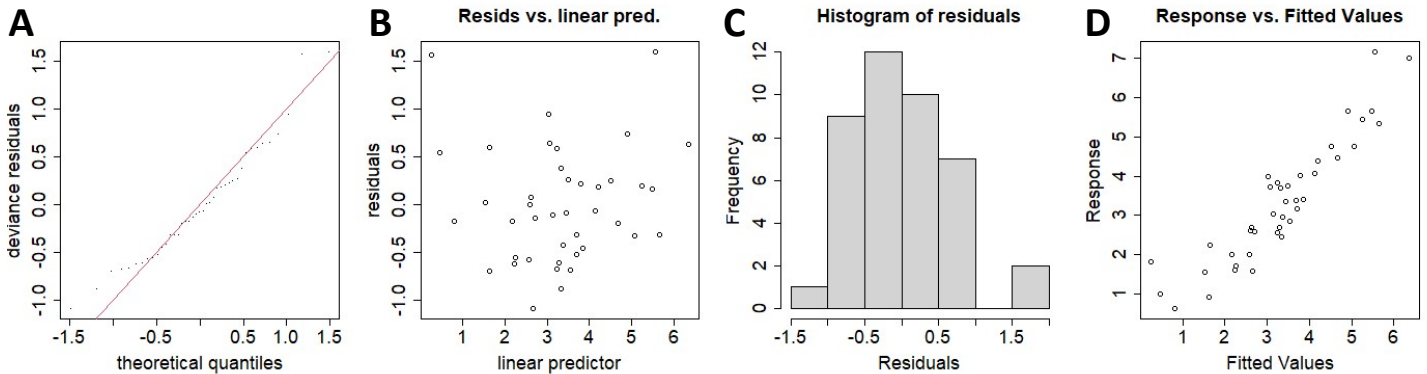 A
deviance residuals
1.5
1.0
0.5
0.0
-0.5
-1.0
-1.5 -0.5 0.5 1.0 1.5
theoretical quantiles
B
Resids vs. linear pred.
residuals
1.5
1.0
0.5
0.0
-0.5
-1.0
1 2 3 4 5 6
linear predictor
C
Histogram of residuals
Frequency
12
10
8
6
4
2
0
-1.5 -0.5 0.5 1.5
Residuals
D
Response vs. Fitted Values
Response
7
6
5
4
3
2
1
1 2 3 4 5 6
Fitted Values